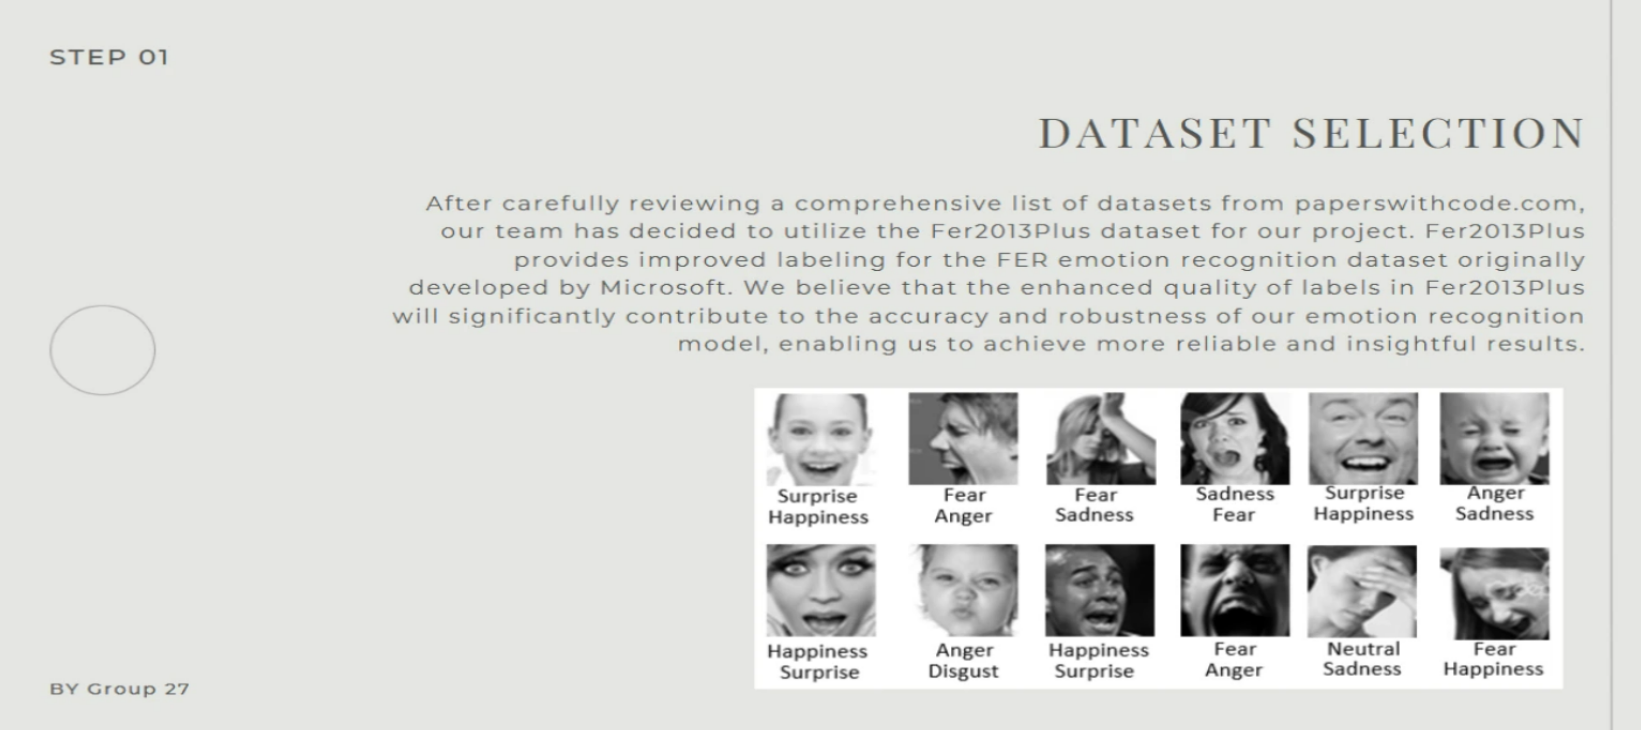 STEP 01
DATASET SELECTION
After carefully reviewing a comprehensive list of datasets from paperswithcode.com,
our team has decided to utilize the Fer2013Plus dataset for our project. Fer2013Plus
provides improved labeling for the FER emotion recognition dataset originally
developed by Microsoft. We believe that the enhanced quality of labels in Fer2013Plus
will significantly contribute to the accuracy and robustness of our emotion recognition
model, enabling us to achieve more reliable and insightful results.
Surprise Fear Fear Sadness Surprise Anger
Happiness Anger Sadness Fear Happiness Sadness
Happiness Anger Happiness Fear Neutral Fear
Surprise Disgust Surprise Anger Sadness Happiness
BY Group 27